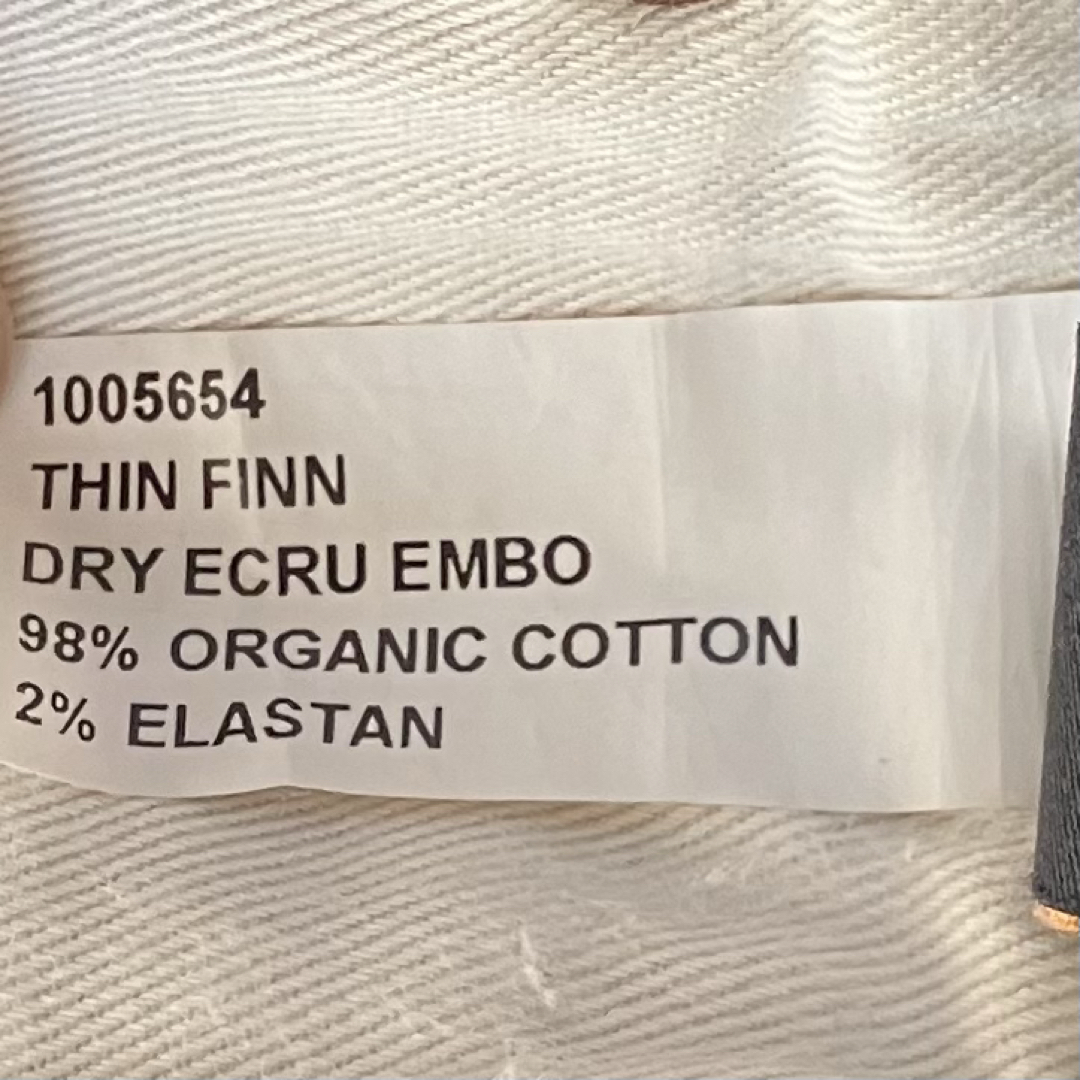 1005654
THIN FINN
DRY ECRU EMBO
98% ORGANIC COTTON
2% ELASTAN